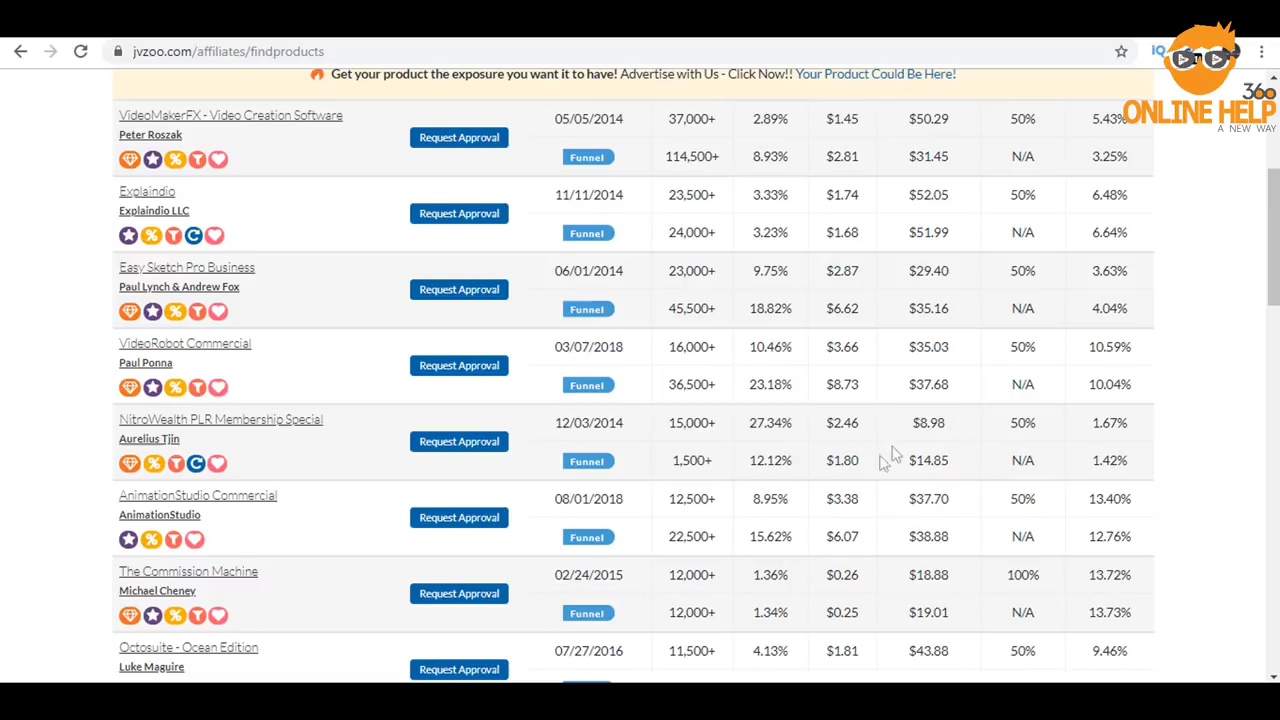 jvzoo.com/affiliates/findproducts
IQ
360
ONLINE HELP
A NEW WAY
Get your product the exposure you want it to have! Advertise with Us - Click Now!! Your Product Could Be Here!
VideoMakerFX - Video Creation Software
Peter Roszak
Request Approval
05/05/2014 37,000+ 2.89% $1.45 $50.29 50% 5.43%
Funnel 114,500+ 8.93% $2.81 $31.45 N/A 3.25%
Explaindio
Explaindio LLC
Request Approval
11/11/2014 23,500+ 3.33% $1.74 $52.05 50% 6.48%
Funnel 24,000+ 3.23% $1.68 $51.99 N/A 6.64%
Easy Sketch Pro Business
Paul Lynch & Andrew Fox
Request Approval
06/01/2014 23,000+ 9.75% $2.87 $29.40 50% 3.63%
Funnel 45,500+ 18.82% $6.62 $35.16 N/A 4.04%
VideoRobot Commercial
Paul Ponna
Request Approval
03/07/2018 16,000+ 10.46% $3.66 $35.03 50% 10.59%
Funnel 36,500+ 23.18% $8.73 $37.68 N/A 10.04%
NitroWealth PLR Membership Special
Aurelius Tjin
Request Approval
12/03/2014 15,000+ 27.34% $2.46 $8.98 50% 1.67%
Funnel 1,500+ 12.12% $1.80 $14.85 N/A 1.42%
AnimationStudio Commercial
AnimationStudio
Request Approval
08/01/2018 12,500+ 8.95% $3.38 $37.70 50% 13.40%
Funnel 22,500+ 15.62% $6.07 $38.88 N/A 12.76%
The Commission Machine
Michael Cheney
Request Approval
02/24/2015 12,000+ 1.36% $0.26 $18.88 100% 13.72%
Funnel 12,000+ 1.34% $0.25 $19.01 N/A 13.73%
Octosuite - Ocean Edition
Luke Maguire
Request Approval
07/27/2016 11,500+ 4.13% $1.81 $43.88 50% 9.46%